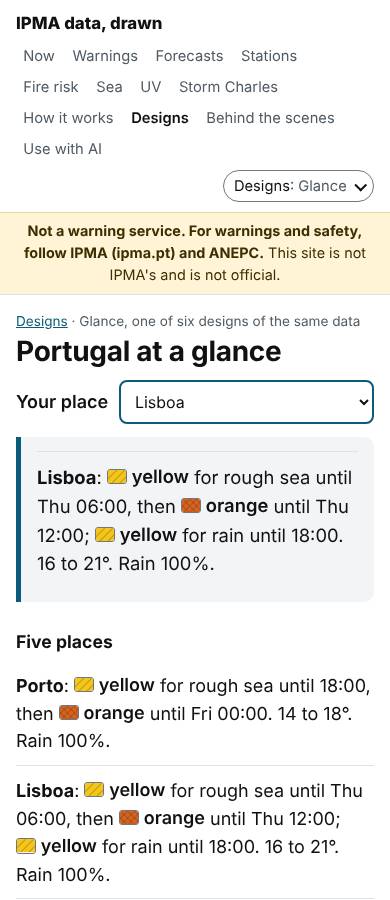 IPMA data, drawn
Now Warnings Forecasts Stations
Fire risk Sea UV Storm Charles
How it works Designs Behind the scenes
Use with AI
Designs: Glance
Not a warning service. For warnings and safety,
follow IPMA (ipma.pt) and ANEPC. This site is not
IPMA's and is not official.
Designs · Glance, one of six designs of the same data
Portugal at a glance
Your place Lisboa
Lisboa: yellow for rough sea until
Thu 06:00, then orange until Thu
12:00; yellow for rain until 18:00.
16 to 21°. Rain 100%.
Five places
Porto: yellow for rough sea until 18:00,
then orange until Fri 00:00. 14 to 18°.
Rain 100%.
Lisboa: yellow for rough sea until Thu
06:00, then orange until Thu 12:00;
yellow for rain until 18:00. 16 to 21°.
Rain 100%.